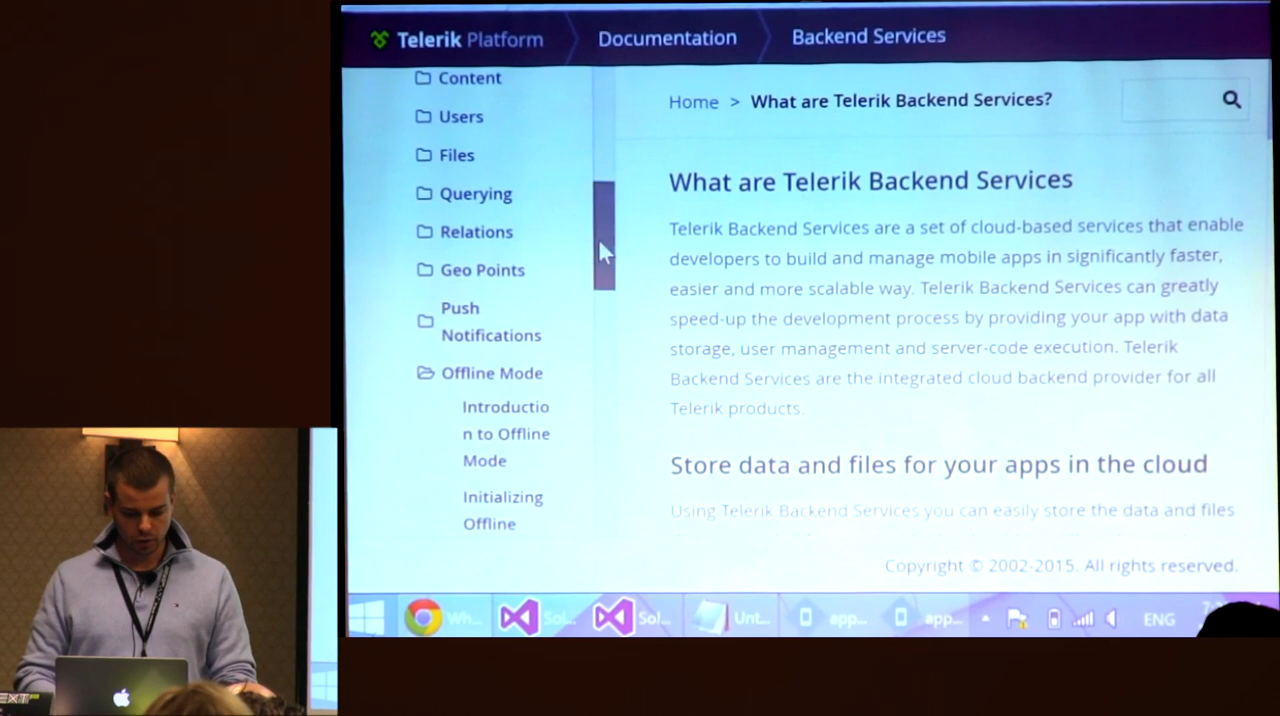 Telerik Platform
Documentation
Backend Services
Content
Users
Files
Querying
Relations
Geo Points
Push
Notifications
Offline Mode
Introductio
n to Offline
Mode
Initializing
Offline
Home > What are Telerik Backend Services?
What are Telerik Backend Services
Telerik Backend Services are a set of cloud-based services that enable
developers to build and manage mobile apps in significantly faster,
easier and more scalable way. Telerik Backend Services can greatly
speed-up the development process by providing your app with data
storage, user management and server-code execution. Telerik
Backend Services are the integrated cloud backend provider for all
Telerik products.
Store data and files for your apps in the cloud
Using Telerik Backend Services you can easily store the data and files
Copyright © 2002-2015. All rights reserved.
Wh...
Sol...
Sol...
Unt...
app...
app...
ENG